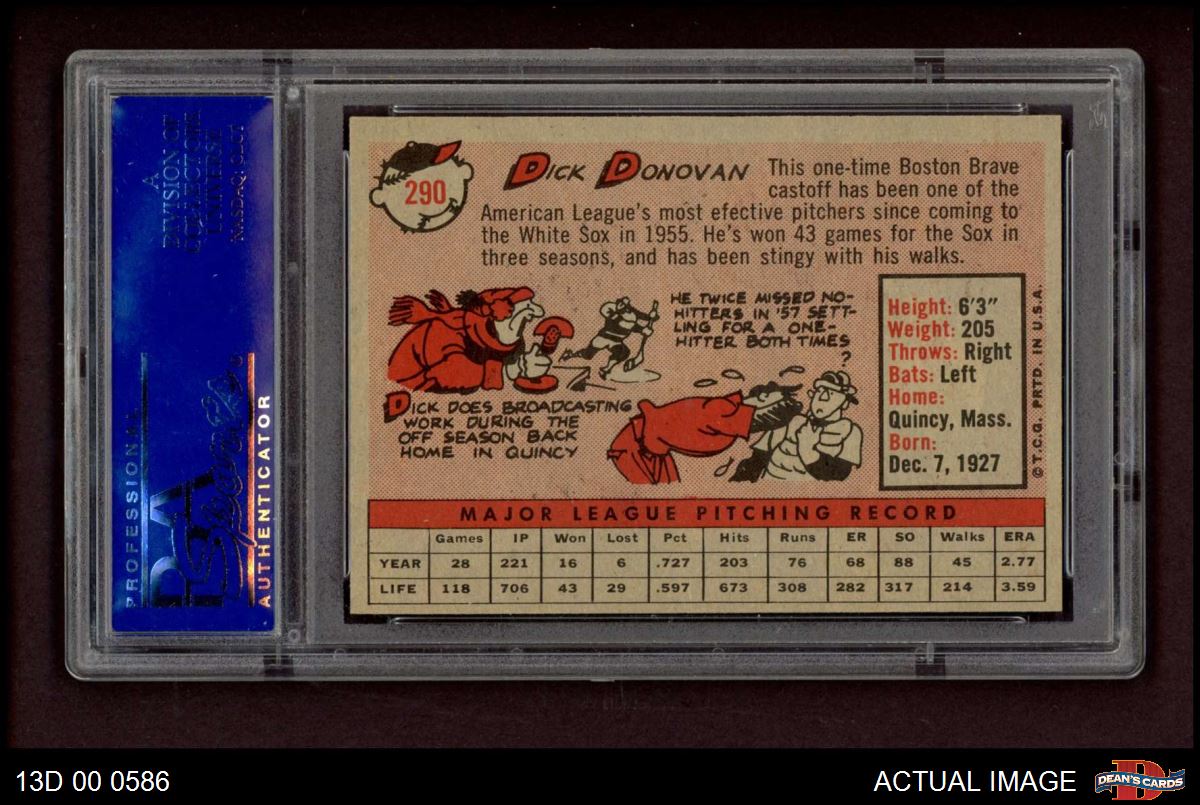 A
DIVISION OF
COLLECTORS
UNIVERSE
NASDAQ: CLCT
PROFESSIONAL
PSA
AUTHENTICATOR
290
DICK DONOVAN
This one-time Boston Brave
castoff has been one of the
American League's most efective pitchers since coming to
the White Sox in 1955. He's won 43 games for the Sox in
three seasons, and has been stingy with his walks.
HE TWICE MISSED NO-
HITTERS IN '57 SETT-
LING FOR A ONE-
HITTER BOTH TIMES
?
DICK DOES BROADCASTING
WORK DURING THE
OFF SEASON BACK
HOME IN QUINCY
Height: 6'3"
Weight: 205
Throws: Right
Bats: Left
Home:
Quincy, Mass.
Born:
Dec. 7, 1927
© T.C.G. PRTD. IN U.S.A.
MAJOR LEAGUE PITCHING RECORD
Games IP Won Lost Pct Hits Runs ER SO Walks ERA
YEAR 28 221 16 6 .727 203 76 68 88 45 2.77
LIFE 118 706 43 29 .597 673 308 282 317 214 3.59
13D 00 0586
ACTUAL IMAGE
D
DEAN'S CARDS